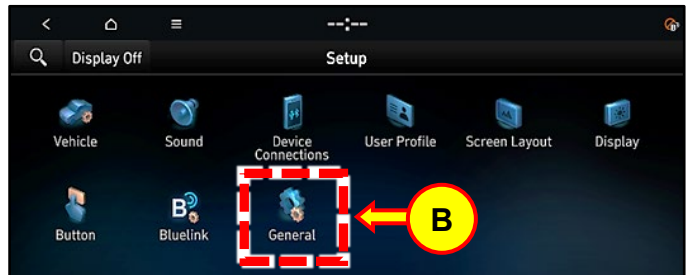 --:--
Display Off
Setup
Vehicle
Sound
Device
Connections
User Profile
Screen Layout
Display
Button
B
Bluelink
General
B